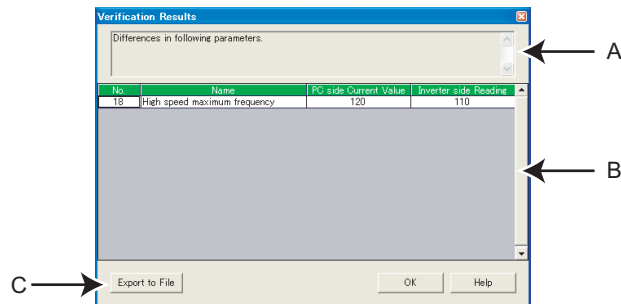 Verification Results
Differences in following parameters.
A
No. Name PC side Current Value Inverter side Reading
18 High speed maximum frequency 120 110
B
C
Export to File OK Help